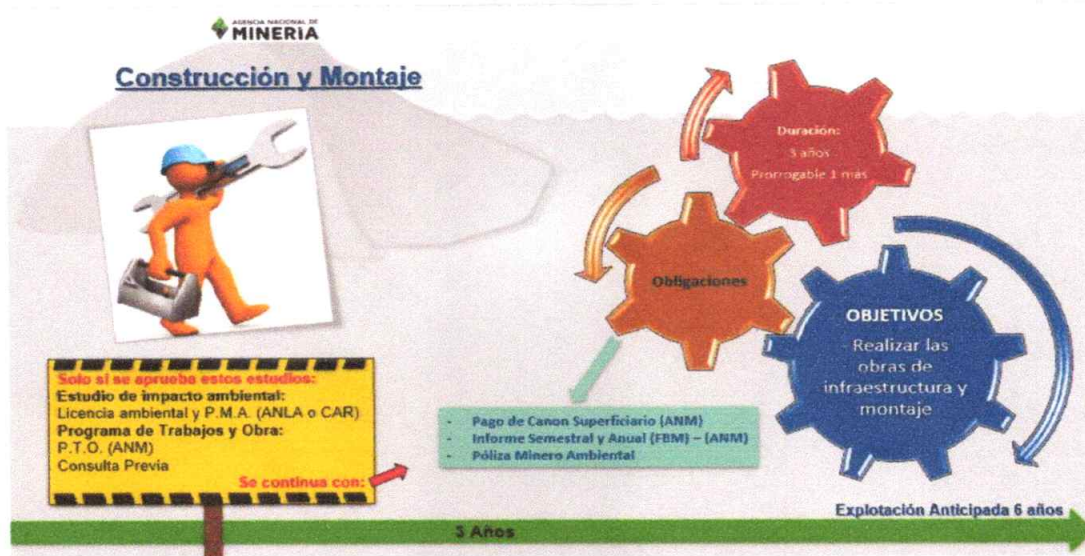 AGENCIA NACIONAL DE
MINERÍA
Construcción y Montaje
Duración:
3 años
Prorrogable 1 más
Obligaciones
OBJETIVOS
- Realizar las
obras de
infraestructura y
montaje
Solo si se aprueba estos estudios:
Estudio de impacto ambiental:
Licencia ambiental y P.M.A. (ANLA o CAR)
Programa de Trabajos y Obra:
P.T.O. (ANM)
Consulta Previa
Se continua con:
- Pago de Canon Superficiario (ANM)
- Informe Semestral y Anual (FBM) – (ANM)
- Póliza Minero Ambiental
Explotación Anticipada 6 años
3 Años